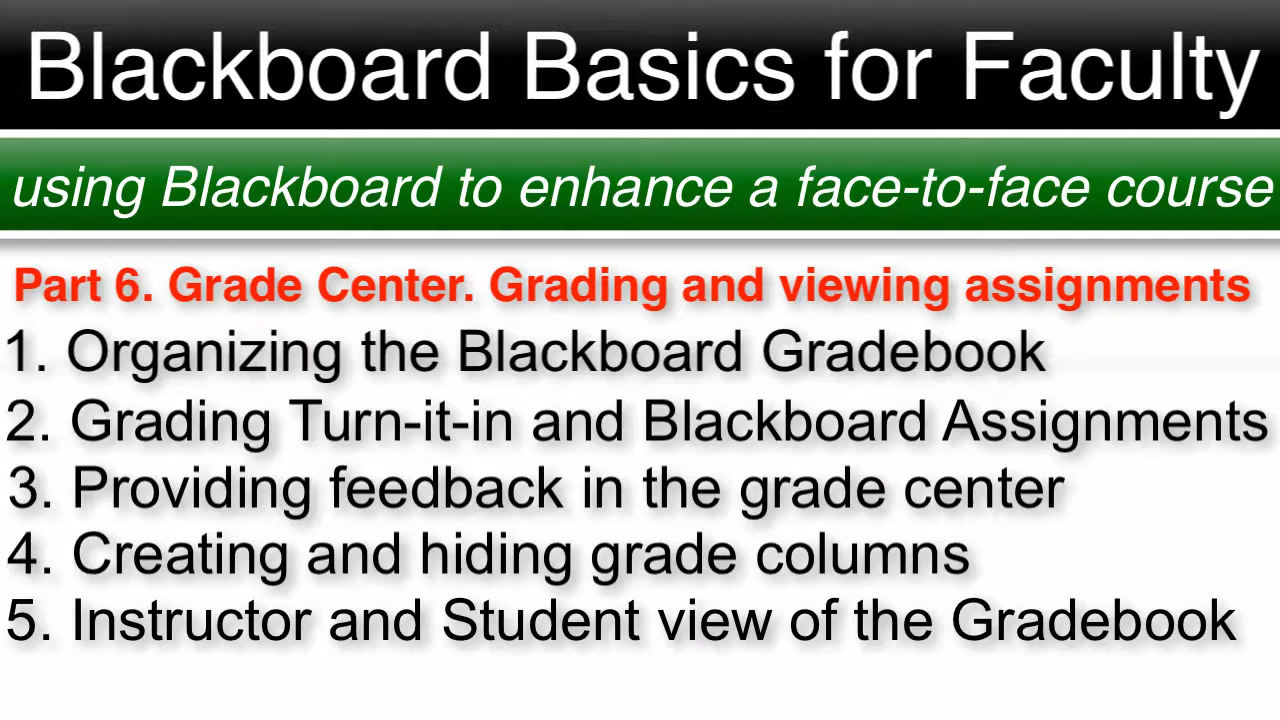 Blackboard Basics for Faculty
using Blackboard to enhance a face-to-face course
Part 6. Grade Center. Grading and viewing assignments
1. Organizing the Blackboard Gradebook
2. Grading Turn-it-in and Blackboard Assignments
3. Providing feedback in the grade center
4. Creating and hiding grade columns
5. Instructor and Student view of the Gradebook